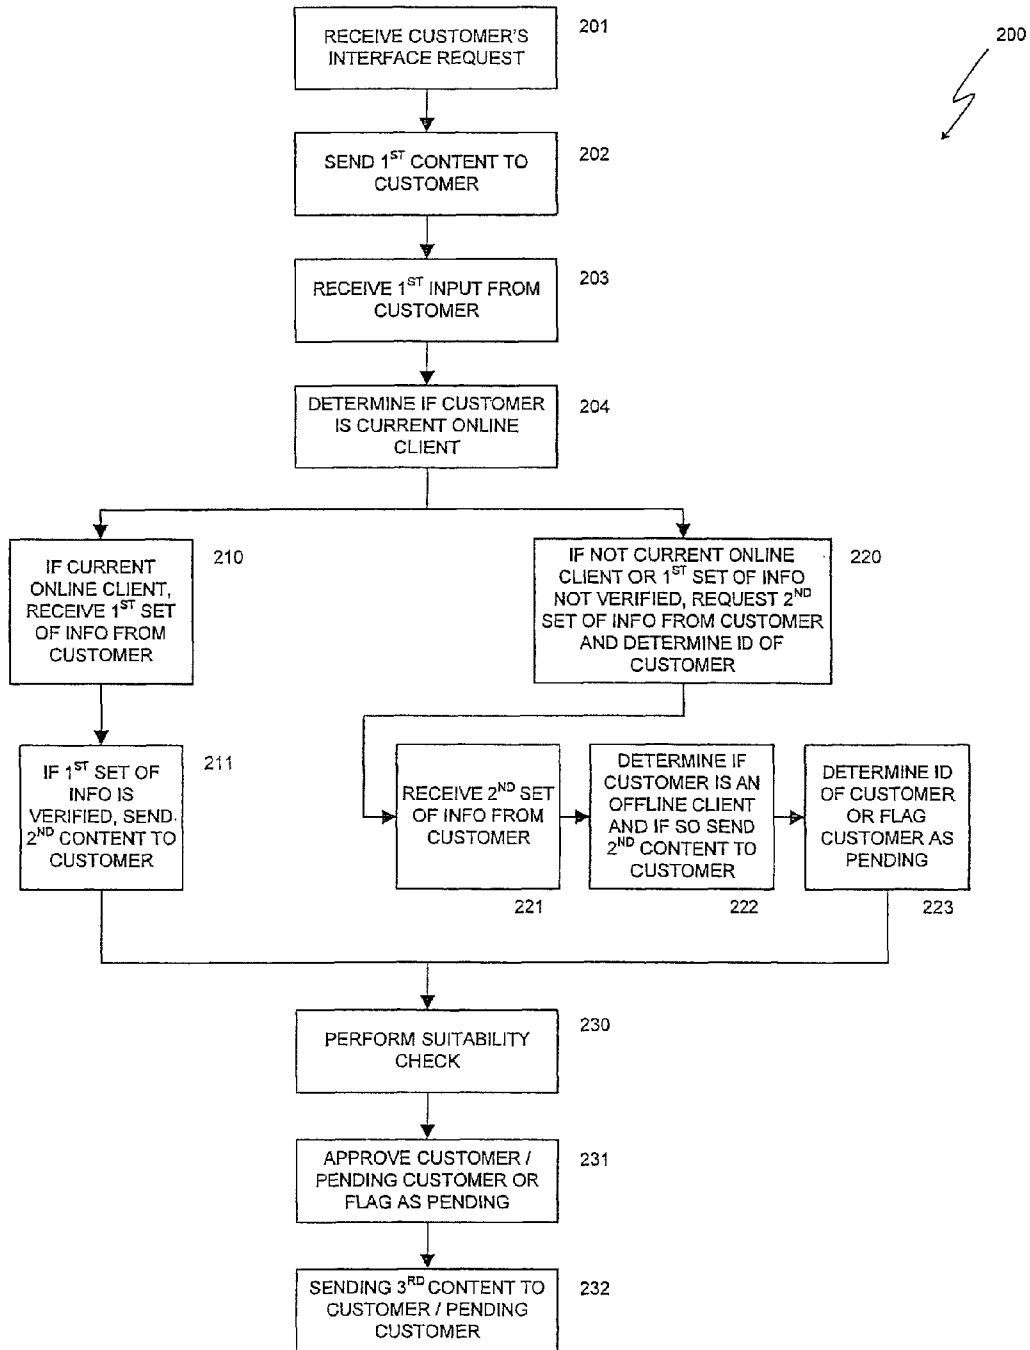 RECEIVE CUSTOMER'S
INTERFACE REQUEST
201
200
SEND 1ST CONTENT TO
CUSTOMER
202
RECEIVE 1ST INPUT FROM
CUSTOMER
203
DETERMINE IF CUSTOMER
IS CURRENT ONLINE
CLIENT
204
IF CURRENT
ONLINE CLIENT,
RECEIVE 1ST SET
OF INFO FROM
CUSTOMER
210
IF NOT CURRENT ONLINE
CLIENT OR 1ST SET OF INFO
NOT VERIFIED, REQUEST 2ND
SET OF INFO FROM CUSTOMER
AND DETERMINE ID OF
CUSTOMER
220
IF 1ST SET OF
INFO IS
VERIFIED, SEND
2ND CONTENT TO
CUSTOMER
211
RECEIVE 2ND SET
OF INFO FROM
CUSTOMER
221
DETERMINE IF
CUSTOMER IS AN
OFFLINE CLIENT
AND IF SO SEND
2ND CONTENT TO
CUSTOMER
222
DETERMINE ID
OF CUSTOMER
OR FLAG
CUSTOMER AS
PENDING
223
PERFORM SUITABILITY
CHECK
230
APPROVE CUSTOMER /
PENDING CUSTOMER OR
FLAG AS PENDING
231
SENDING 3RD CONTENT TO
CUSTOMER / PENDING
CUSTOMER
232